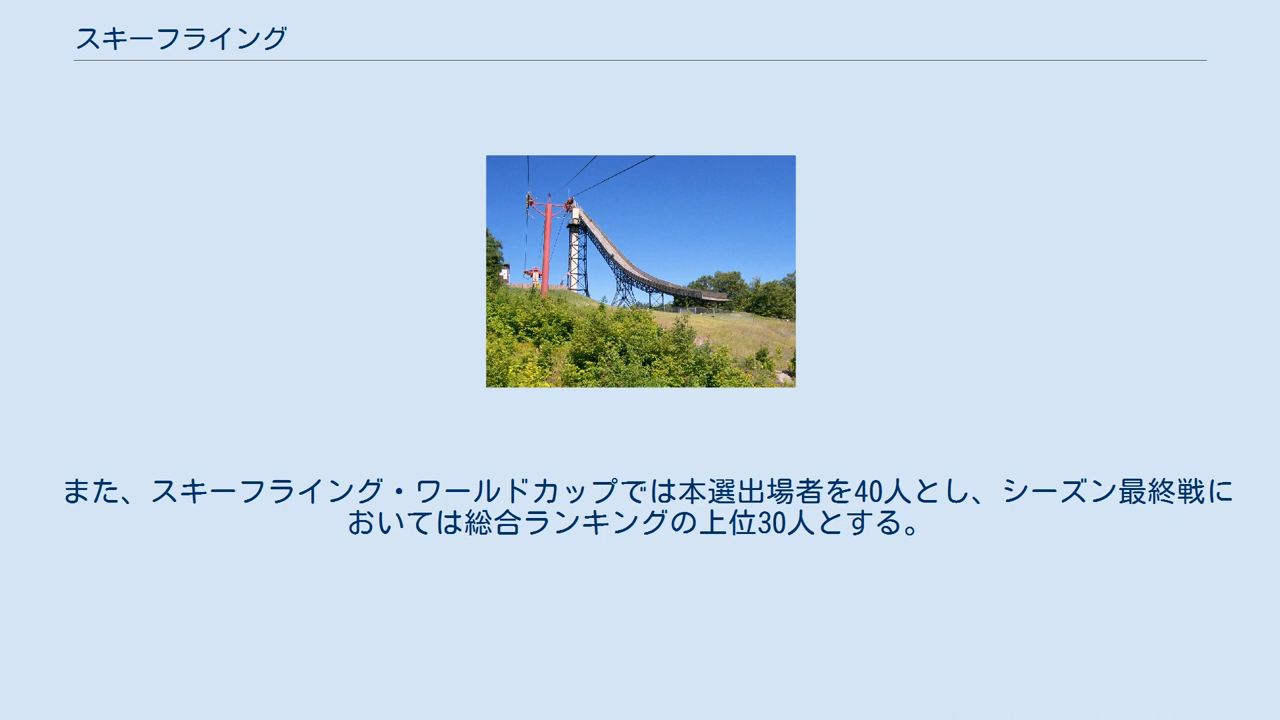 スキーフライング
また、スキーフライング・ワールドカップでは本選出場者を40人とし、シーズン最終戦に
おいては総合ランキングの上位30人とする。